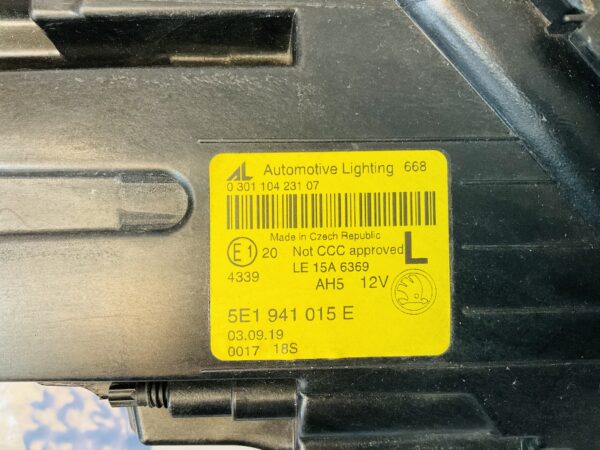 AL Automotive Lighting 668
0 301 104 231 07
Made in Czech Republic
E1 20 Not CCC approved L
4339 LE 15A 6369
AH5 12V
5E1 941 015 E
03.09.19
0017 18S